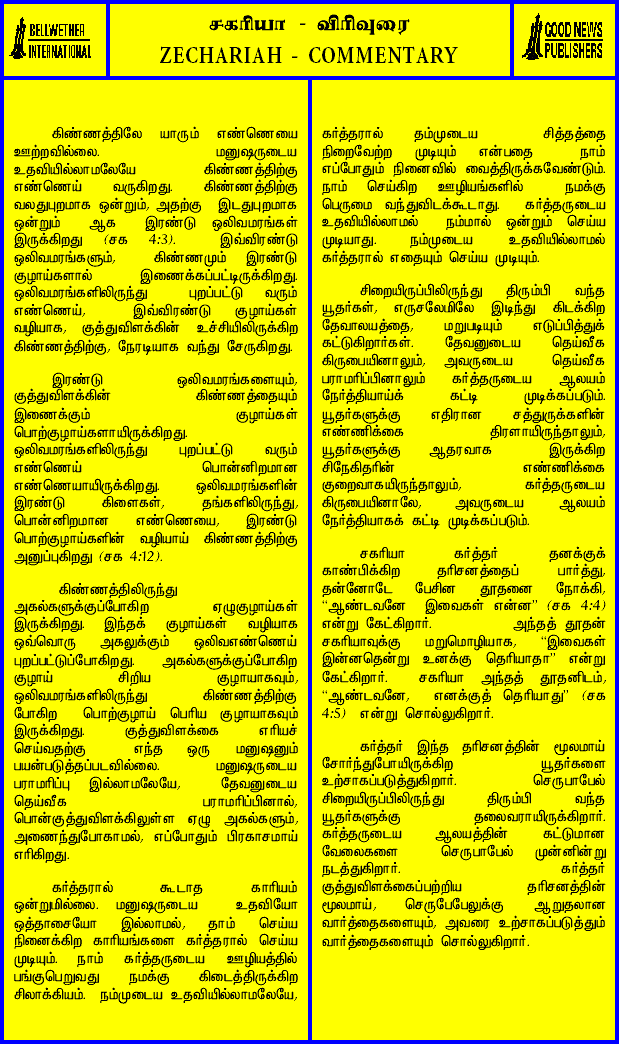 BELLWETHER
INTERNATIONAL
சகரியா - விரிவுரை
ZECHARIAH - COMMENTARY
GOOD NEWS
PUBLISHERS
கிண்ணத்திலே யாரும் எண்ணெயை
ஊற்றவில்லை. மனுஷருடைய
உதவியில்லாமலேயே கிண்ணத்திற்கு
எண்ணெய் வருகிறது. கிண்ணத்திற்கு
வலதுபுறமாக ஒன்றும், அதற்கு இடதுபுறமாக
ஒன்றும் ஆக இரண்டு ஒலிவமரங்கள்
இருக்கிறது (சக 4:3). இவ்விரண்டு
ஒலிவமரங்களும், கிண்ணமும் இரண்டு
குழாய்களால் இணைக்கப்பட்டிருக்கிறது.
ஒலிவமரங்களிலிருந்து புறப்பட்டு வரும்
எண்ணெய், இவ்விரண்டு குழாய்கள்
வழியாக, குத்துவிளக்கின் உச்சியிலிருக்கிற
கிண்ணத்திற்கு, நேரடியாக வந்து சேருகிறது.
இரண்டு ஒலிவமரங்களையும்,
குத்துவிளக்கின் கிண்ணத்தையும்
இணைக்கும் குழாய்கள்
பொற்குழாய்களாயிருக்கிறது.
ஒலிவமரங்களிலிருந்து புறப்பட்டு வரும்
எண்ணெய் பொன்னிறமான
எண்ணெயாயிருக்கிறது. ஒலிவமரங்களின்
இரண்டு கிளைகள், தங்களிலிருந்து,
பொன்னிறமான எண்ணெயை, இரண்டு
பொற்குழாய்களின் வழியாய் கிண்ணத்திற்கு
அனுப்புகிறது (சக 4:12).
கிண்ணத்திலிருந்து
அகல்களுக்குப்போகிற ஏழுகுழாய்கள்
இருக்கிறது. இந்தக் குழாய்கள் வழியாக
ஒவ்வொரு அகலுக்கும் ஒலிவஎண்ணெய்
புறப்பட்டுப்போகிறது. அகல்களுக்குப்போகிற
குழாய் சிறிய குழாயாகவும்,
ஒலிவமரங்களிலிருந்து கிண்ணத்திற்கு
போகிற பொற்குழாய் பெரிய குழாயாகவும்
இருக்கிறது. குத்துவிளக்கை எரியச்
செய்வதற்கு எந்த ஒரு மனுஷனும்
பயன்படுத்தப்படவில்லை. மனுஷருடைய
பராமரிப்பு இல்லாமலேயே, தேவனுடைய
தெய்வீக பராமரிப்பினால்,
பொன்குத்துவிளக்கிலுள்ள ஏழு அகல்களும்,
அணைந்துபோகாமல், எப்போதும் பிரகாசமாய்
எரிகிறது.
கர்த்தரால் கூடாத காரியம்
ஒன்றுமில்லை. மனுஷருடைய உதவியோ
ஒத்தாசையோ இல்லாமல், தாம் செய்ய
நினைக்கிற காரியங்களை கர்த்தரால் செய்ய
முடியும். நாம் கர்த்தருடைய ஊழியத்தில்
பங்குபெறுவது நமக்கு கிடைத்திருக்கிற
சிலாக்கியம். நம்முடைய உதவியில்லாமலேயே,
கர்த்தரால் தம்முடைய சித்தத்தை
நிறைவேற்ற முடியும் என்பதை நாம்
எப்போதும் நினைவில் வைத்திருக்கவேண்டும்.
நாம் செய்கிற ஊழியங்களில் நமக்கு
பெருமை வந்துவிடக்கூடாது. கர்த்தருடைய
உதவியில்லாமல் நம்மால் ஒன்றும் செய்ய
முடியாது. நம்முடைய உதவியில்லாமல்
கர்த்தரால் எதையும் செய்ய முடியும்.
சிறையிருப்பிலிருந்து திரும்பி வந்த
யூதர்கள், எருசலேமிலே இடிந்து கிடக்கிற
தேவாலயத்தை, மறுபடியும் எடுப்பித்துக்
கட்டுகிறார்கள். தேவனுடைய தெய்வீக
கிருபையினாலும், அவருடைய தெய்வீக
பராமரிப்பினாலும் கர்த்தருடைய ஆலயம்
நேர்த்தியாய்க் கட்டி முடிக்கப்படும்.
யூதர்களுக்கு எதிரான சத்துருக்களின்
எண்ணிக்கை திரளாயிருந்தாலும்,
யூதர்களுக்கு ஆதரவாக இருக்கிற
சிநேகிதரின் எண்ணிக்கை
குறைவாகயிருந்தாலும், கர்த்தருடைய
கிருபையினாலே, அவருடைய ஆலயம்
நேர்த்தியாகக் கட்டி முடிக்கப்படும்.
சகரியா கர்த்தர் தனக்குக்
காண்பிக்கிற தரிசனத்தைப் பார்த்து,
தன்னோடே பேசின தூதனை நோக்கி,
“ஆண்டவனே இவைகள் என்ன” (சக 4:4)
என்று கேட்கிறார். அந்தத் தூதன்
சகரியாவுக்கு மறுமொழியாக, “இவைகள்
இன்னதென்று உனக்கு தெரியாதா” என்று
கேட்கிறார். சகரியா அந்தத் தூதனிடம்,
“ஆண்டவனே, எனக்குத் தெரியாது” (சக
4:5) என்று சொல்லுகிறார்.
கர்த்தர் இந்த தரிசனத்தின் மூலமாய்
சோர்ந்துபோயிருக்கிற யூதர்களை
உற்சாகப்படுத்துகிறார். செருபாபேல்
சிறையிருப்பிலிருந்து திரும்பி வந்த
யூதர்களுக்கு தலைவராயிருக்கிறார்.
கர்த்தருடைய ஆலயத்தின் கட்டுமான
வேலைகளை செருபாபேல் முன்னின்று
நடத்துகிறார். கர்த்தர்
குத்துவிளக்கைப்பற்றிய தரிசனத்தின்
மூலமாய், செருபேபேலுக்கு ஆறுதலான
வார்த்தைகளையும், அவரை உற்சாகப்படுத்தும்
வார்த்தைகளையும் சொல்லுகிறார்.